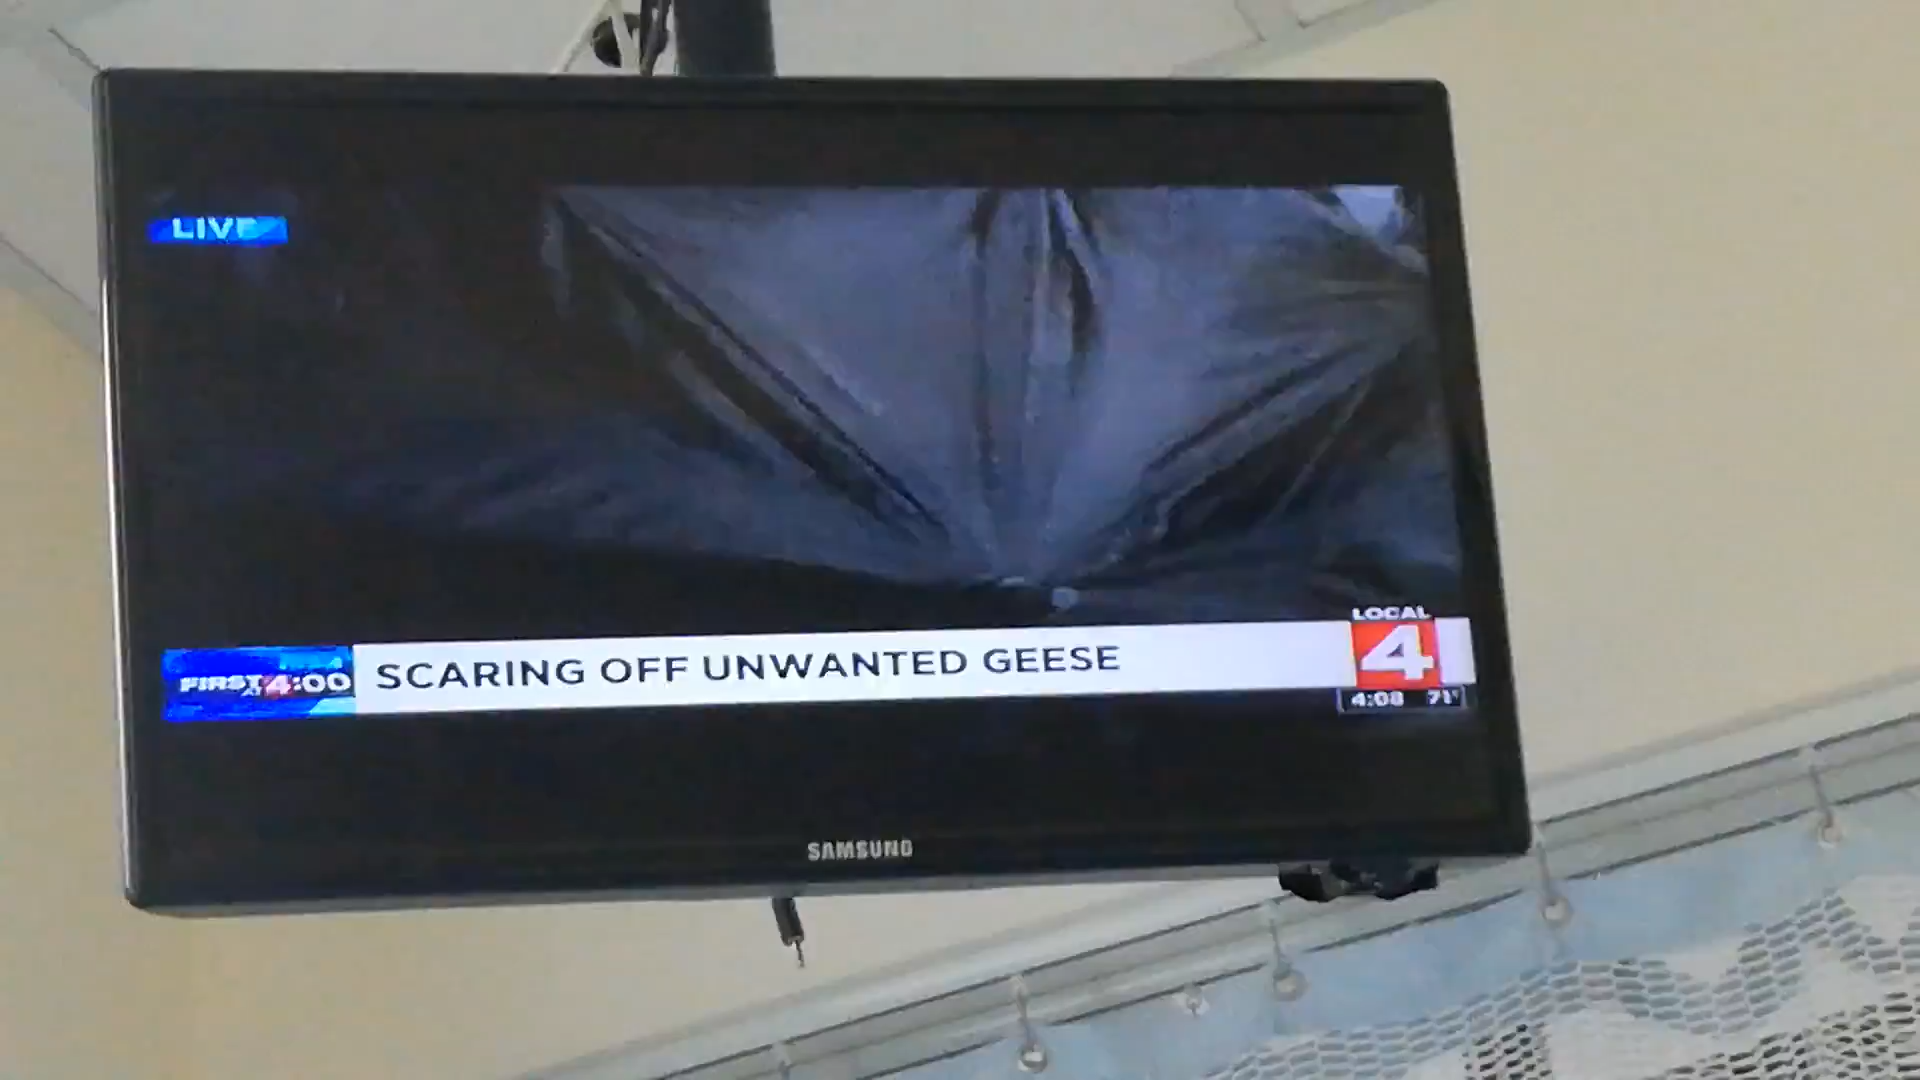 LIVE
LOCAL
4
FIRST AT 4:00
SCARING OFF UNWANTED GEESE
4:08 71°
SAMSUNG